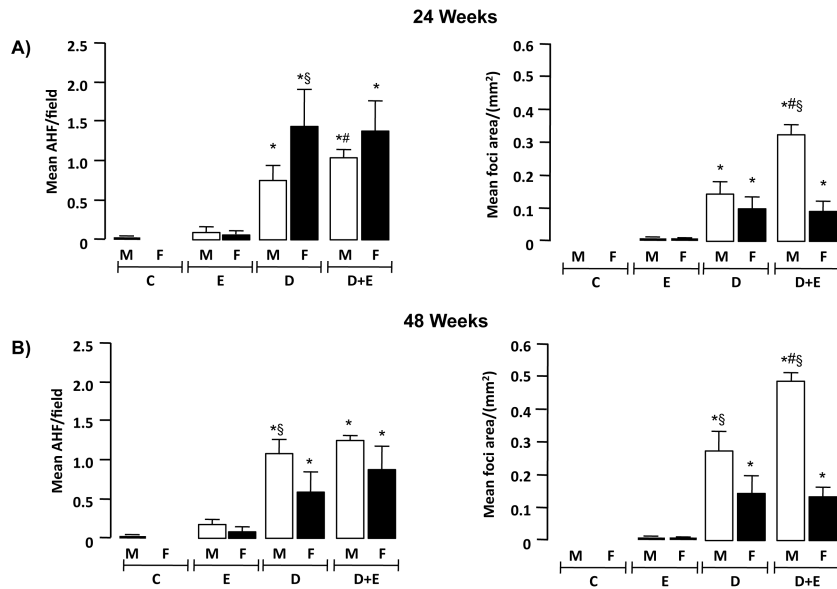 24 Weeks
A)
Mean AHF/field
2.5
2.0
1.5
1.0
0.5
0
*
*§
*#
*
M F M F M F M F
C E D D+E
Mean foci area/(mm²)
0.6
0.5
0.4
0.3
0.2
0.1
0
*
*
*#§
*
M F M F M F M F
C E D D+E
48 Weeks
B)
Mean AHF/field
2.5
2.0
1.5
1.0
0.5
0
*§
*
*
*
M F M F M F M F
C E D D+E
Mean foci area/(mm²)
0.6
0.5
0.4
0.3
0.2
0.1
0
*§
*
*#§
*
M F M F M F M F
C E D D+E